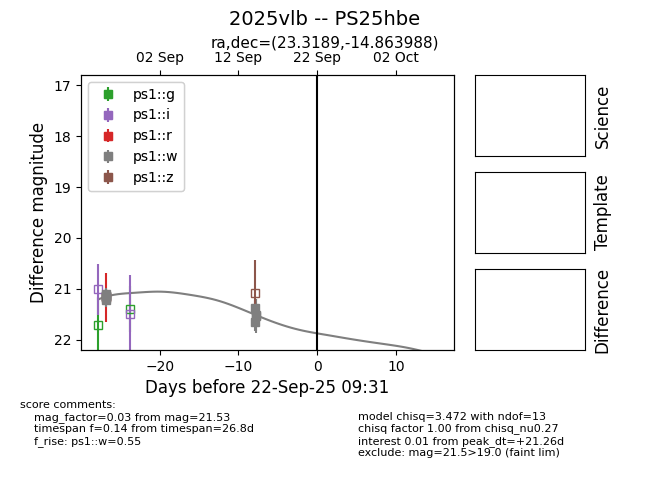 2025vlb -- PS25hbe
ra,dec=(23.3189,-14.863988)
02 Sep 12 Sep 22 Sep 02 Oct
17
18
19
20
21
22
Difference magnitude
ps1::g
ps1::i
ps1::r
ps1::w
ps1::z
−20 −10 0 10
Days before 22-Sep-25 09:31
Science
Template
Difference
score comments:
mag_factor=0.03 from mag=21.53
timespan f=0.14 from timespan=26.8d
f_rise: ps1::w=0.55
model chisq=3.472 with ndof=13
chisq factor 1.00 from chisq_nu0.27
interest 0.01 from peak_dt=+21.26d
exclude: mag=21.5>19.0 (faint lim)